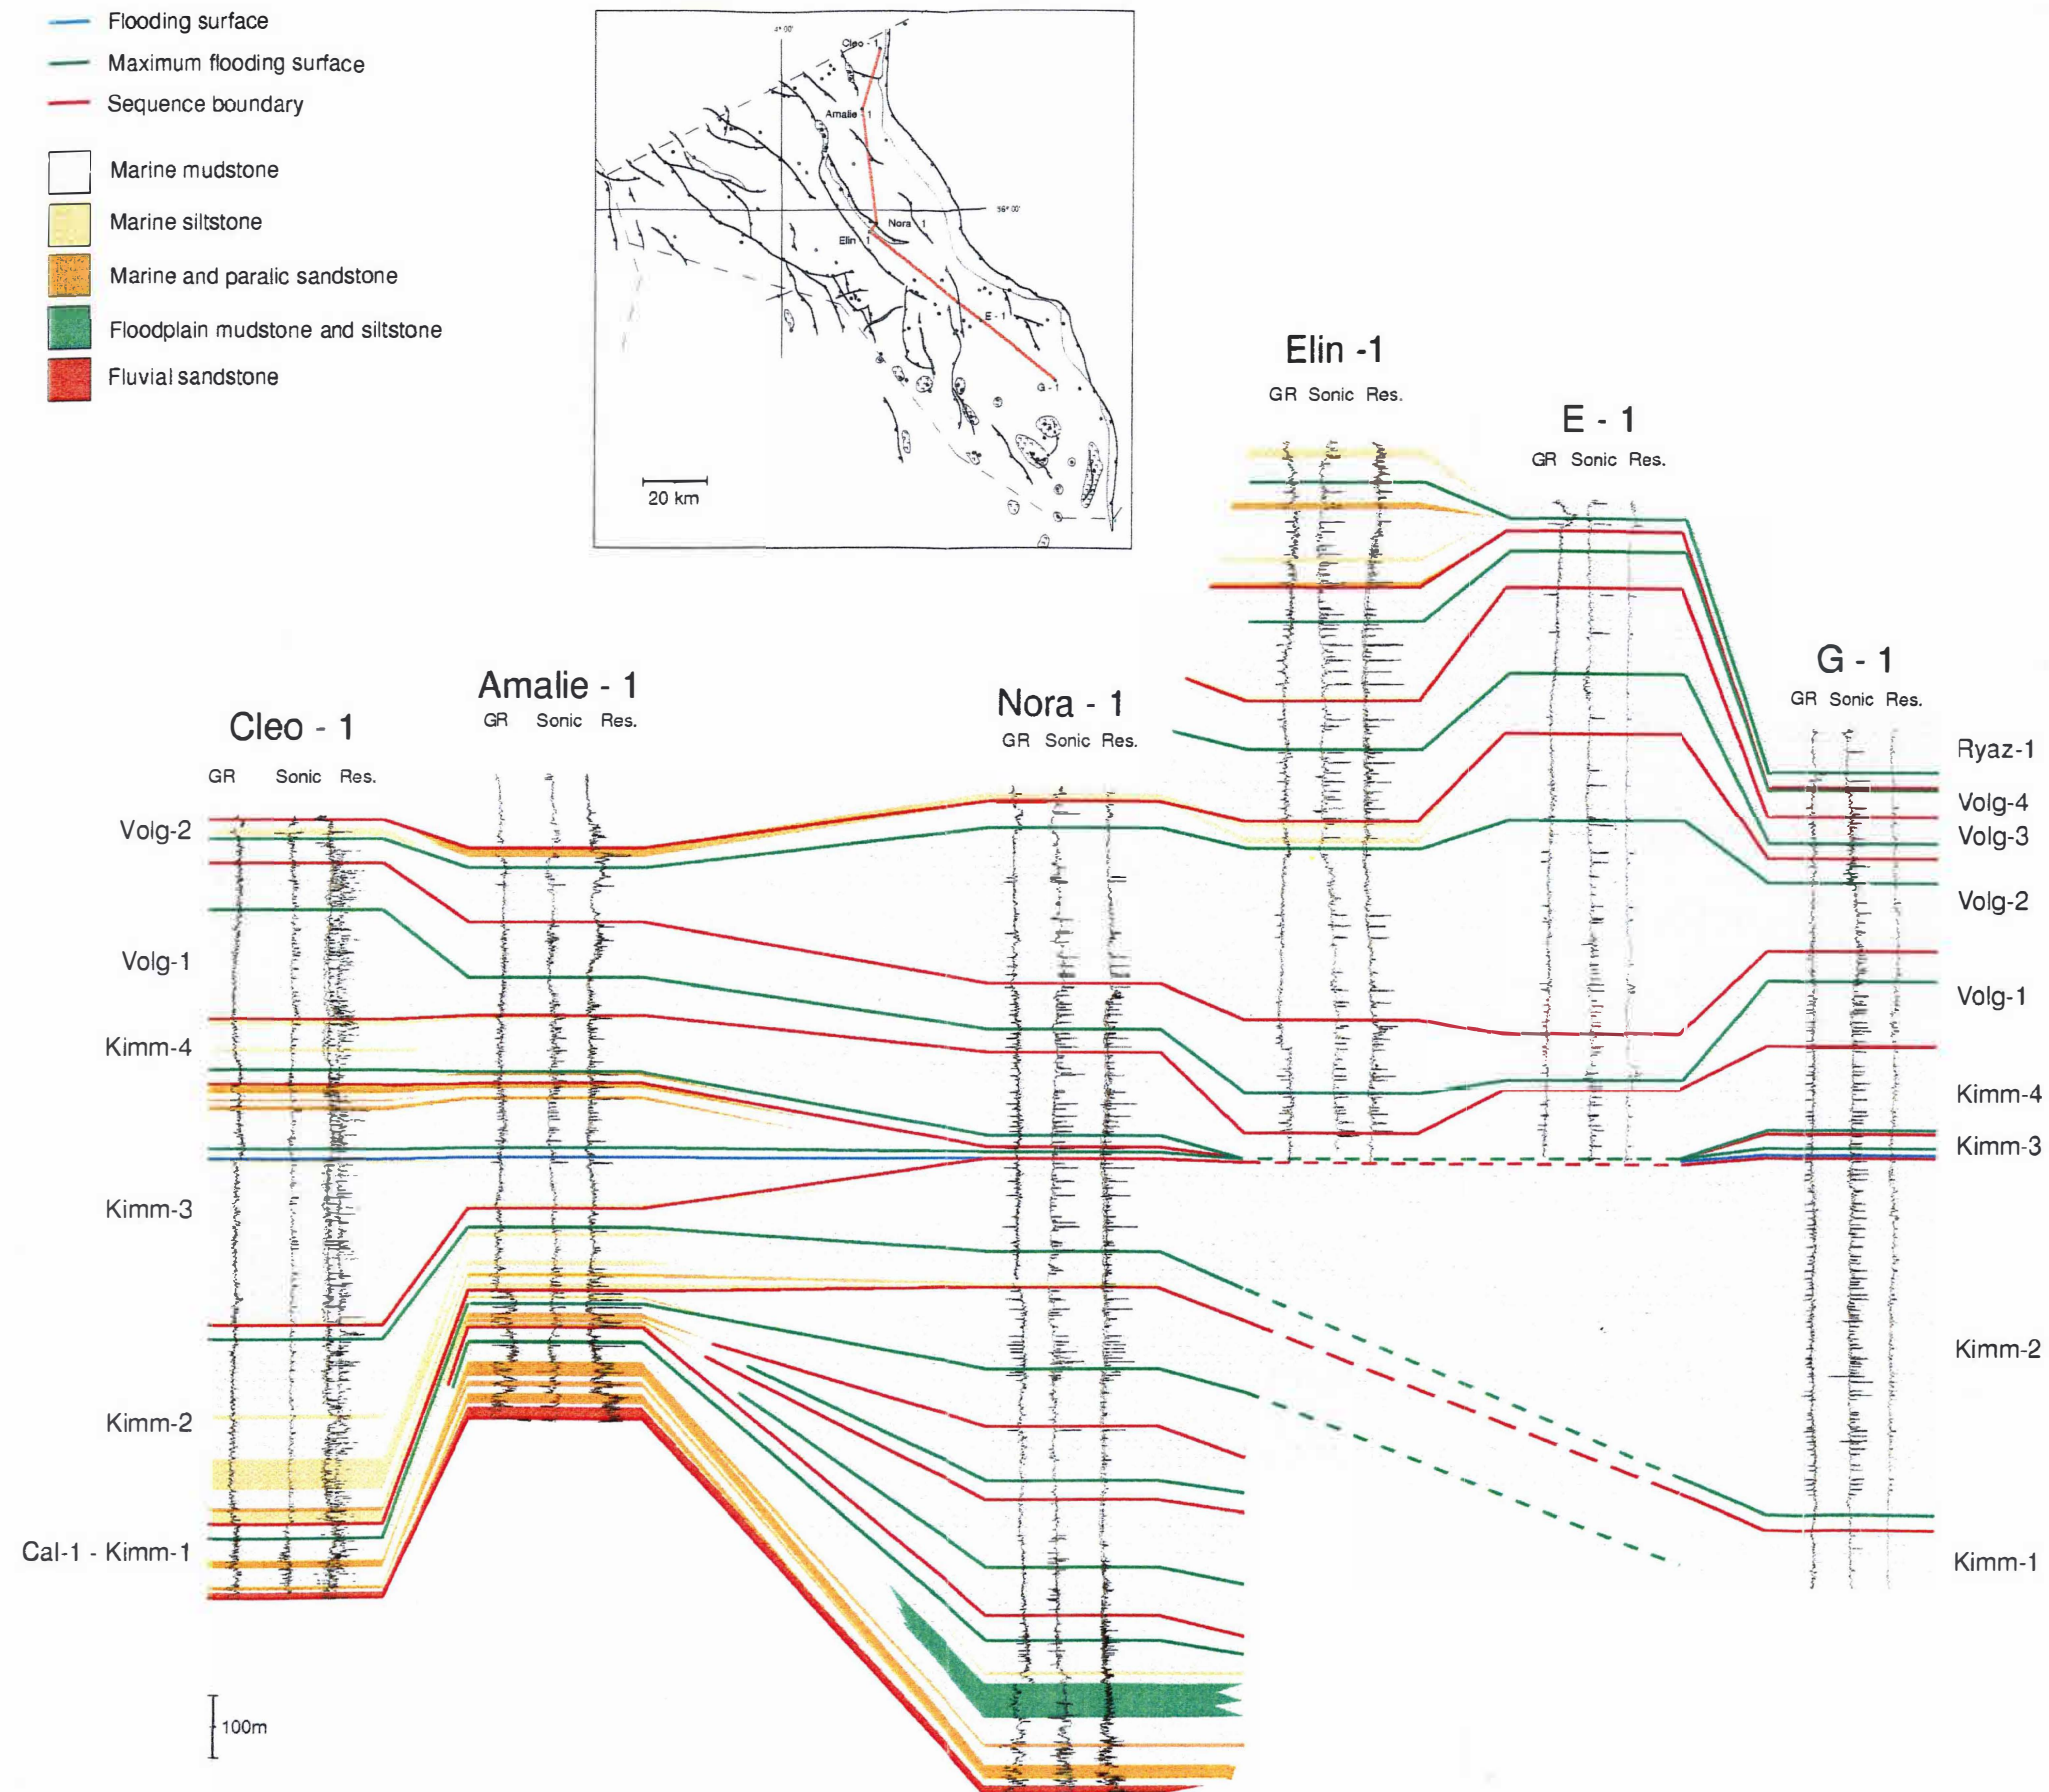 Flooding surface
Maximum flooding surface
Sequence boundary
Marine mudstone
Marine siltstone
Marine and paralic sandstone
Floodplain mudstone and siltstone
Fluvial sandstone
4° 00'
Cleo - 1
Amalie 1
56° 00'
Nora 1
Elin 1
E - 1
G - 1
20 km
Elin -1
GR Sonic Res.
E - 1
GR Sonic Res.
G - 1
GR Sonic Res.
Amalie - 1
GR Sonic Res.
Nora - 1
GR Sonic Res.
Cleo - 1
GR Sonic Res.
Volg-2
Volg-1
Kimm-4
Kimm-3
Kimm-2
Cal-1 - Kimm-1
Ryaz-1
Volg-4
Volg-3
Volg-2
Volg-1
Kimm-4
Kimm-3
Kimm-2
Kimm-1
100m